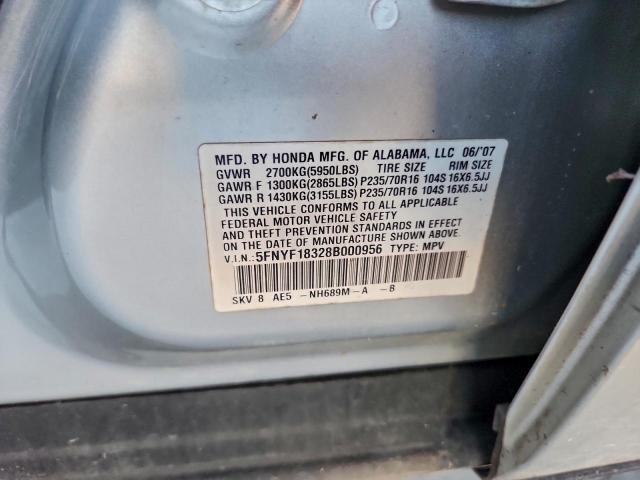 MFD. BY HONDA MFG. OF ALABAMA, LLC 06/'07
GVWR 2700KG(5950LBS) TIRE SIZE RIM SIZE
GAWR F 1300KG(2865LBS) P235/70R16 104S 16X6.5JJ
GAWR R 1430KG(3155LBS) P235/70R16 104S 16X6.5JJ
THIS VEHICLE CONFORMS TO ALL APPLICABLE
FEDERAL MOTOR VEHICLE SAFETY
AND THEFT PREVENTION STANDARDS IN EFFECT
ON THE DATE OF MANUFACTURE SHOWN ABOVE.
V.I.N.: 5FNYF18328B000956 TYPE: MPV
SKV 8 AE5 -NH689M-A -B